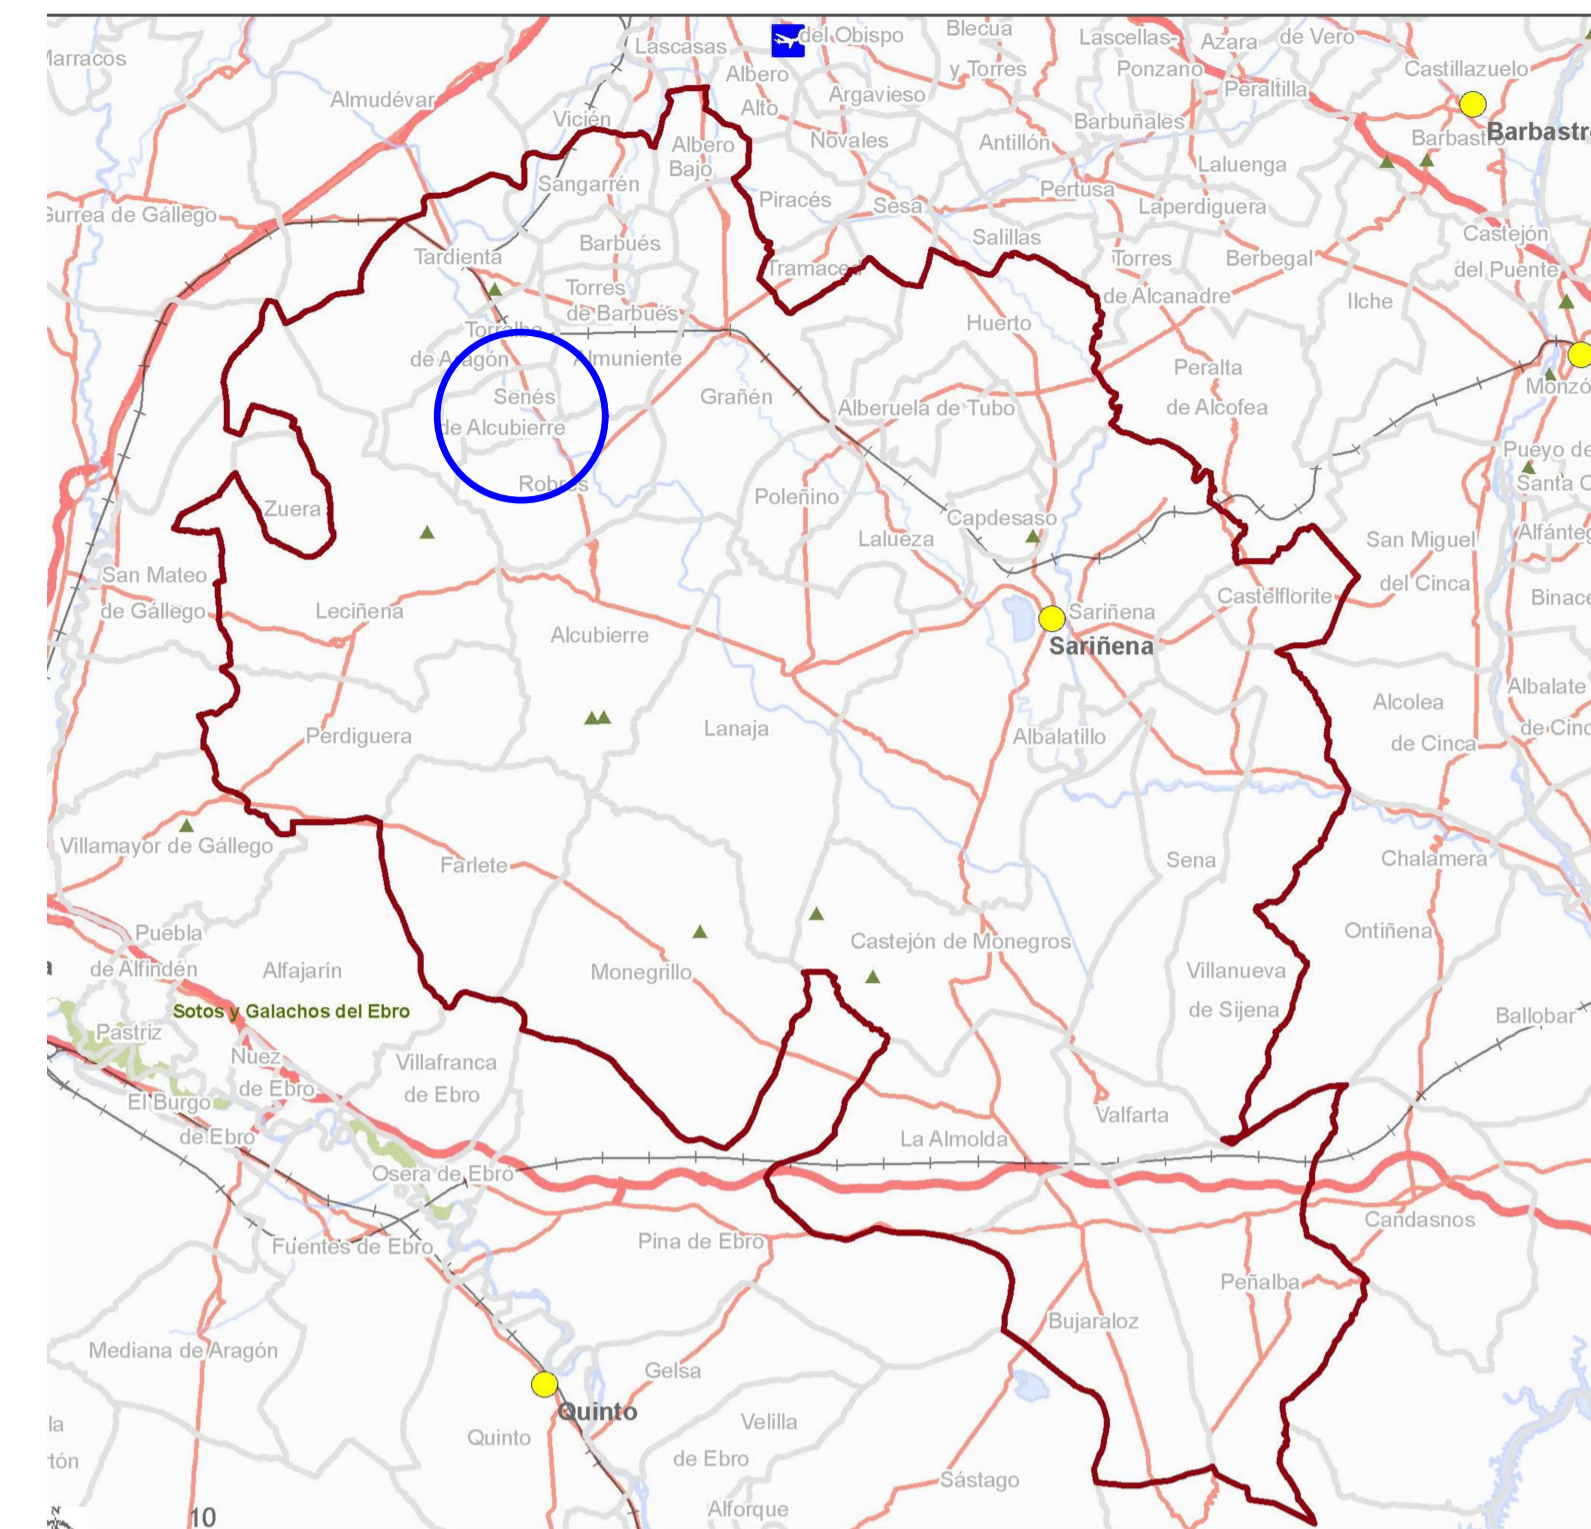 del Obispo
Blecua
y Torres
Lascellas-
Ponzano
Azara
de Vero
Lascasas
Albero
Alto
Argavieso
Castillazuelo
Peraltilla
Almudévar
Vicién
Barbuñales
Barbastro
Novales
Antillón
Albero
Bajo
Laluenga
Sangarrén
Pertusa
Piracés
Sesa
Laperdiguera
Gurrea de Gállego
Salillas
Castejón
del Puente
Barbués
Tardienta
Tramaced
Torres
de Alcanadre
Berbegal
Torres
de Barbués
Ilche
Huerto
de Aragón
Almuniente
Peralta
de Alcofea
Senés
de Alcubierre
Grañén
Alberuela de Tubo
Robres
Poleñino
Pueyo de
Zuera
Capdesaso
Lalueza
San Miguel
del Cinca
San Mateo
de Gállego
Leciñena
Castelflorite
Sariñena
Sariñena
Alcubierre
Perdiguera
Lanaja
Albalatillo
Alcolea
de Cinca
Albalate
Villamayor de Gállego
Farlete
Sena
Chalamera
Puebla
de Alfindén
Alfajarín
Monegrillo
Castejón de Monegros
Ontiñena
Villanueva
de Sijena
Sotos y Galachos del Ebro
Pastriz
Ballobar
Nuez
de Ebro
Villafranca
de Ebro
El Burgo
de Ebro
Valfarta
La Almolda
Osera de Ebro
Candasnos
Fuentes de Ebro
Pina de Ebro
Peñalba
Bujaraloz
Mediana de Aragón
Gelsa
Quinto
Quinto
Velilla
de Ebro
Sástago
Alforque
10